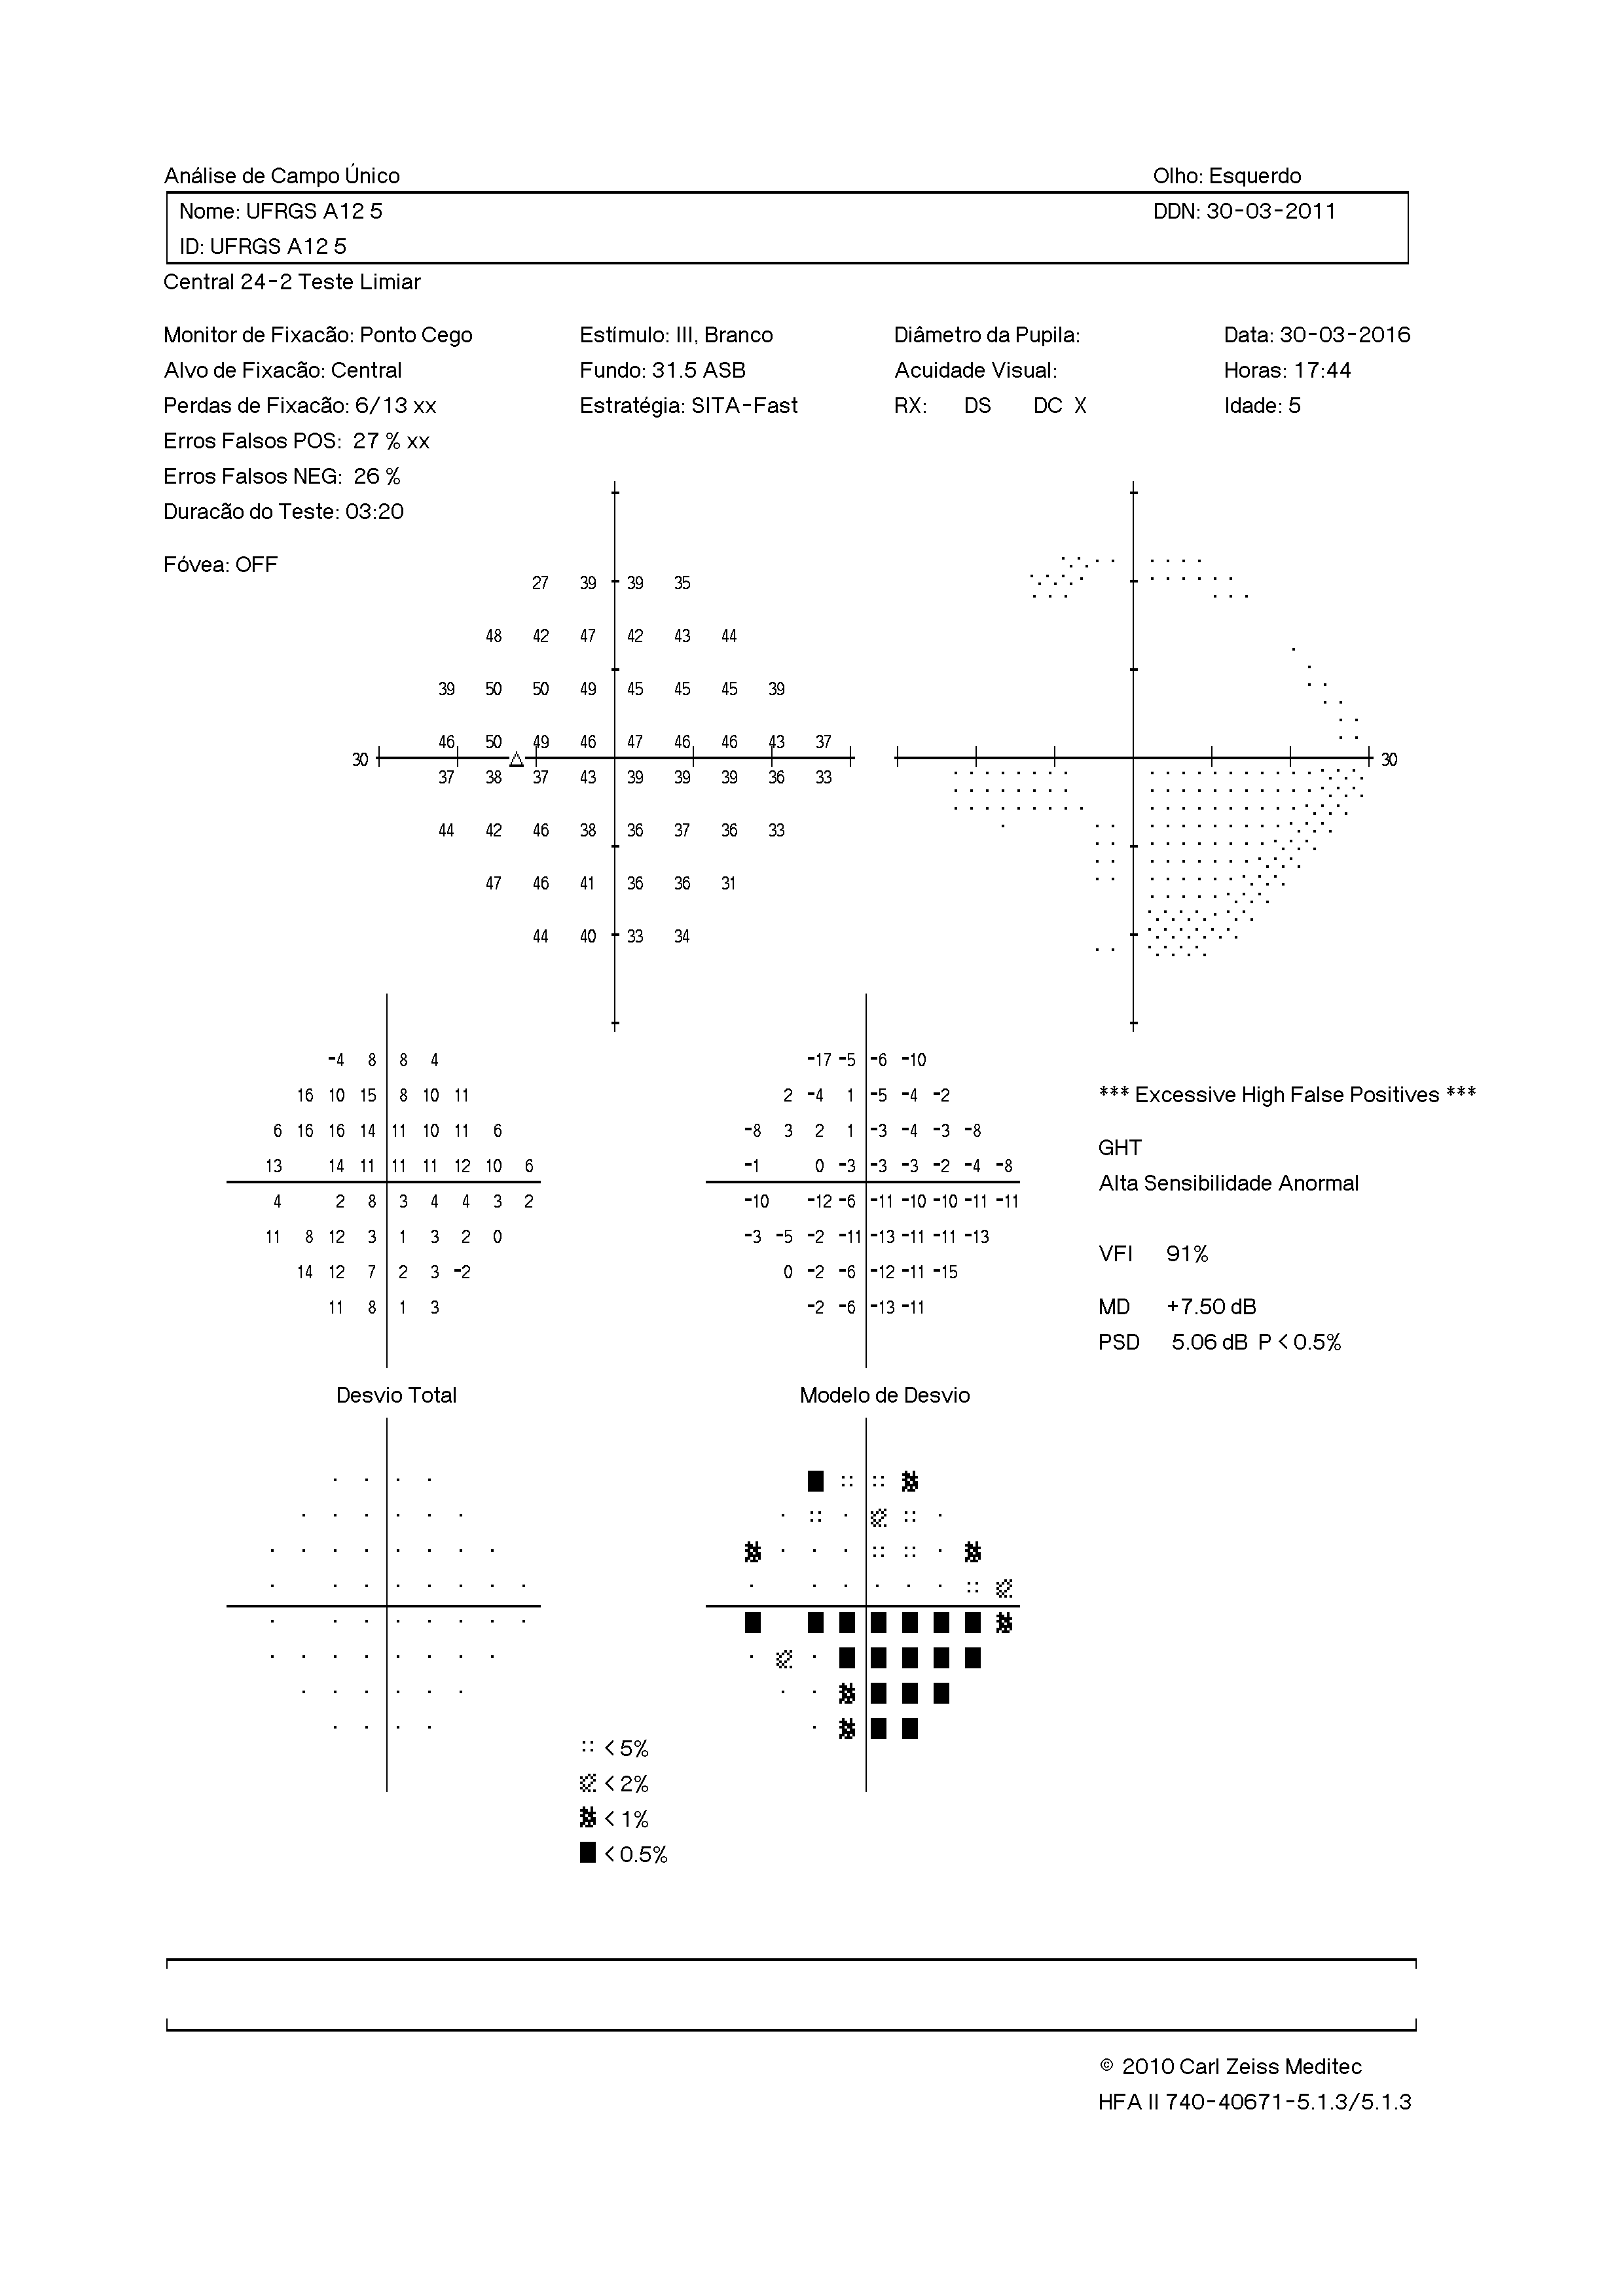 Análise de Campo Único Olho: Esquerdo
Nome: UFRGS A12 5 DDN: 30-03-2011
ID: UFRGS A12 5
Central 24-2 Teste Limiar
Monitor de Fixacão: Ponto Cego Estímulo: III, Branco Diâmetro da Pupila: Data: 30-03-2016
Alvo de Fixacão: Central Fundo: 31.5 ASB Acuidade Visual: Horas: 17:44
Perdas de Fixacão: 6/13 xx Estratégia: SITA-Fast RX: DS DC X Idade: 5
Erros Falsos POS: 27 % xx
Erros Falsos NEG: 26 %
Duracão do Teste: 03:20
Fóvea: OFF
27 39 39 35
48 42 47 42 43 44
39 50 50 49 45 45 45 39
46 50 49 46 47 46 46 43 37
30 30
37 38 37 43 39 39 39 36 33
44 42 46 38 36 37 36 33
47 46 41 36 36 31
44 40 33 34
-4 8 8 4 -17 -5 -6 -10
16 10 15 8 10 11 2 -4 1 -5 -4 -2 *** Excessive High False Positives ***
6 16 16 14 11 10 11 6 -8 3 2 1 -3 -4 -3 -8
GHT
13 14 11 11 11 12 10 6 -1 0 -3 -3 -3 -2 -4 -8
Alta Sensibilidade Anormal
4 2 8 3 4 4 3 2 -10 -12 -6 -11 -10 -10 -11 -11
11 8 12 3 1 3 2 0 -3 -5 -2 -11 -13 -11 -11 -13
VFI 91%
14 12 7 2 3 -2 0 -2 -6 -12 -11 -15
11 8 1 3 -2 -6 -13 -11 MD +7.50 dB
PSD 5.06 dB P < 0.5%
Desvio Total Modelo de Desvio
< 5%
< 2%
< 1%
< 0.5%
© 2010 Carl Zeiss Meditec
HFA II 740-40671-5.1.3/5.1.3